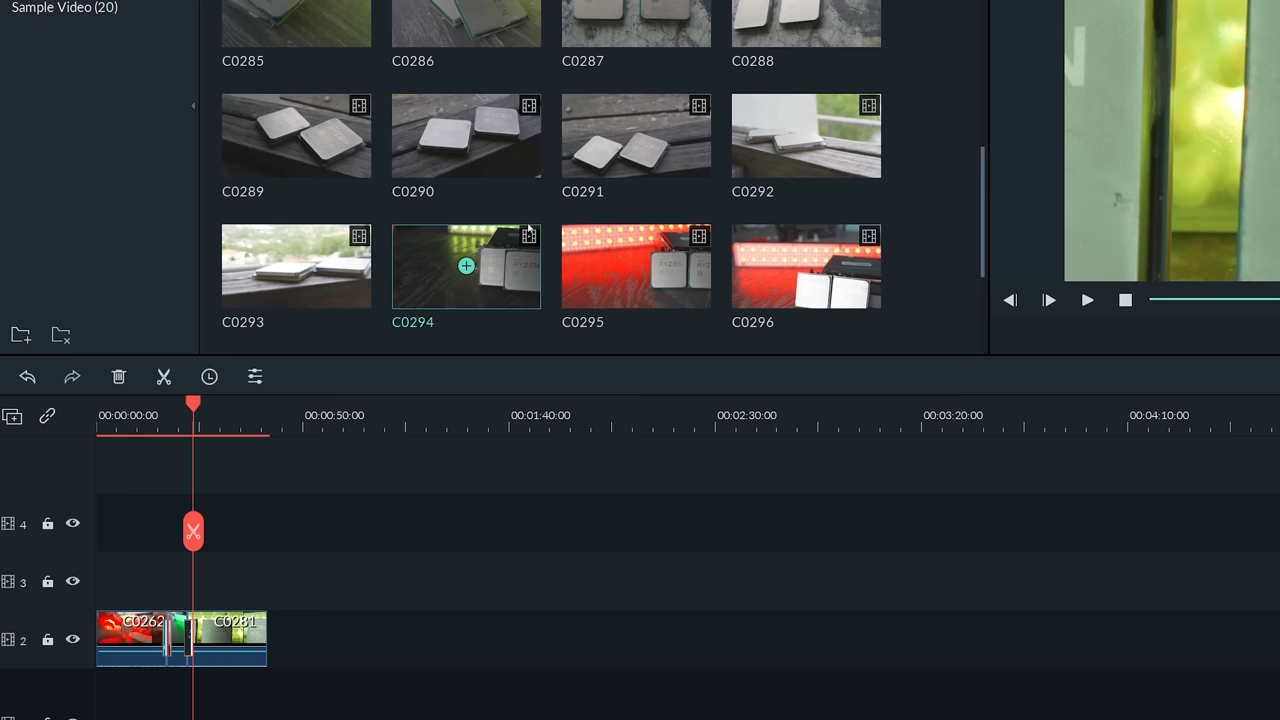 Sample Video (20)
C0285
C0286
C0287
C0288
C0289
C0290
C0291
C0292
C0293
C0294
C0295
C0296
00:00:00:00
00:00:50:00
00:01:40:00
00:02:30:00
00:03:20:00
00:04:10:00
4
3
2
C0262
C0281